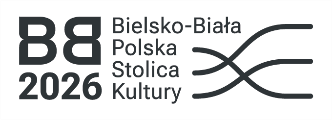 BB
2026
Bielsko-Biała
Polska
Stolica
Kultury